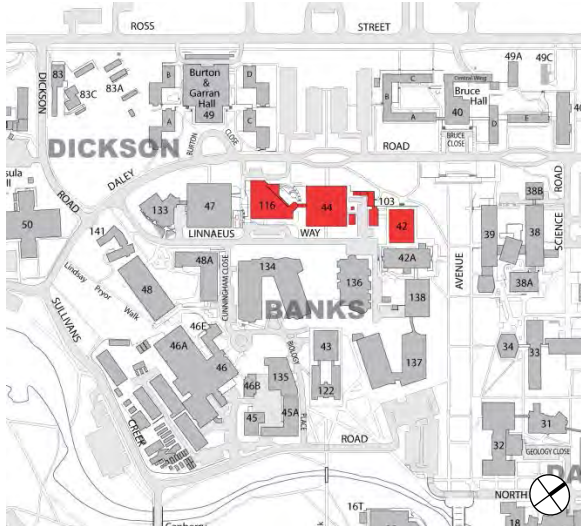 ROSS STREET
DICKSON
83
83C
83A
B
Burton
&
Garran
Hall
49
D
A
C
BURTON
CLOSE
C
Central Wing
B
Bruce
Hall
40
A
D
E
BRUCE
CLOSE
49A
49C
DICKSON
DALEY
ROAD
ROAD
ROAD
50
133
47
116
44
103
42
38B
LINNAEUS WAY
SCIENCE
141
48A
134
136
42A
39
38
Lindsay
Pryor
Walk
48
CUNNINGHAM CLOSE
AVENUE
138
38A
BANKS
SULLIVANS
46E
46A
46
43
34
33
BIOLOGY
PLACE
137
46B
135
122
45
45A
CREEK
ROAD
31
32
GEOLOGY CLOSE
NORTH
16T
18